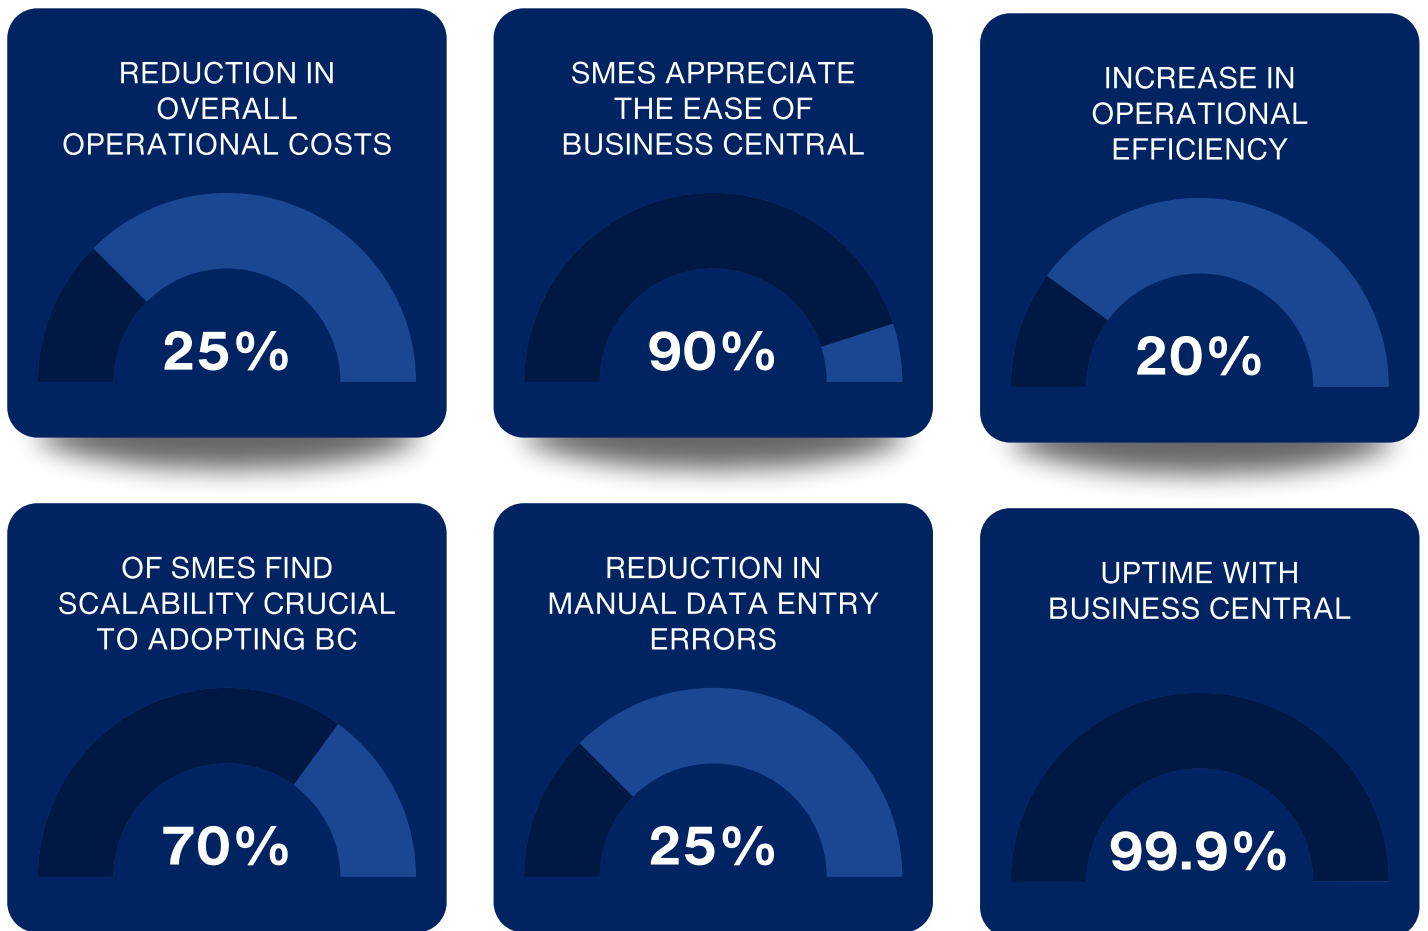 REDUCTION IN
OVERALL
OPERATIONAL COSTS
25%
SMES APPRECIATE
THE EASE OF
BUSINESS CENTRAL
90%
INCREASE IN
OPERATIONAL
EFFICIENCY
20%
OF SMES FIND
SCALABILITY CRUCIAL
TO ADOPTING BC
70%
REDUCTION IN
MANUAL DATA ENTRY
ERRORS
25%
UPTIME WITH
BUSINESS CENTRAL
99.9%